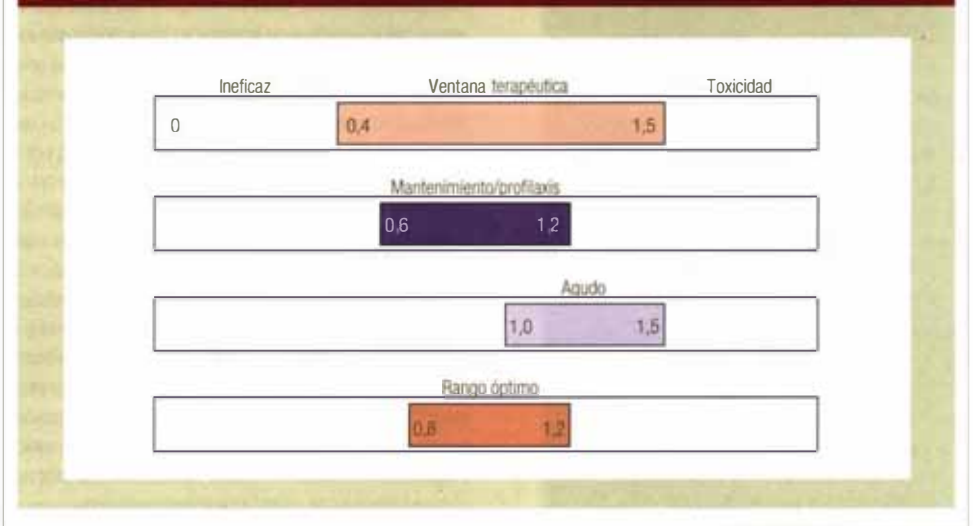 Ineficaz Ventana terapéutica Toxicidad
0 0,4 1,5
Mantenimiento/profilaxis
0,6 1,2
Agudo
1,0 1,5
Rango óptimo
0,8 1,2